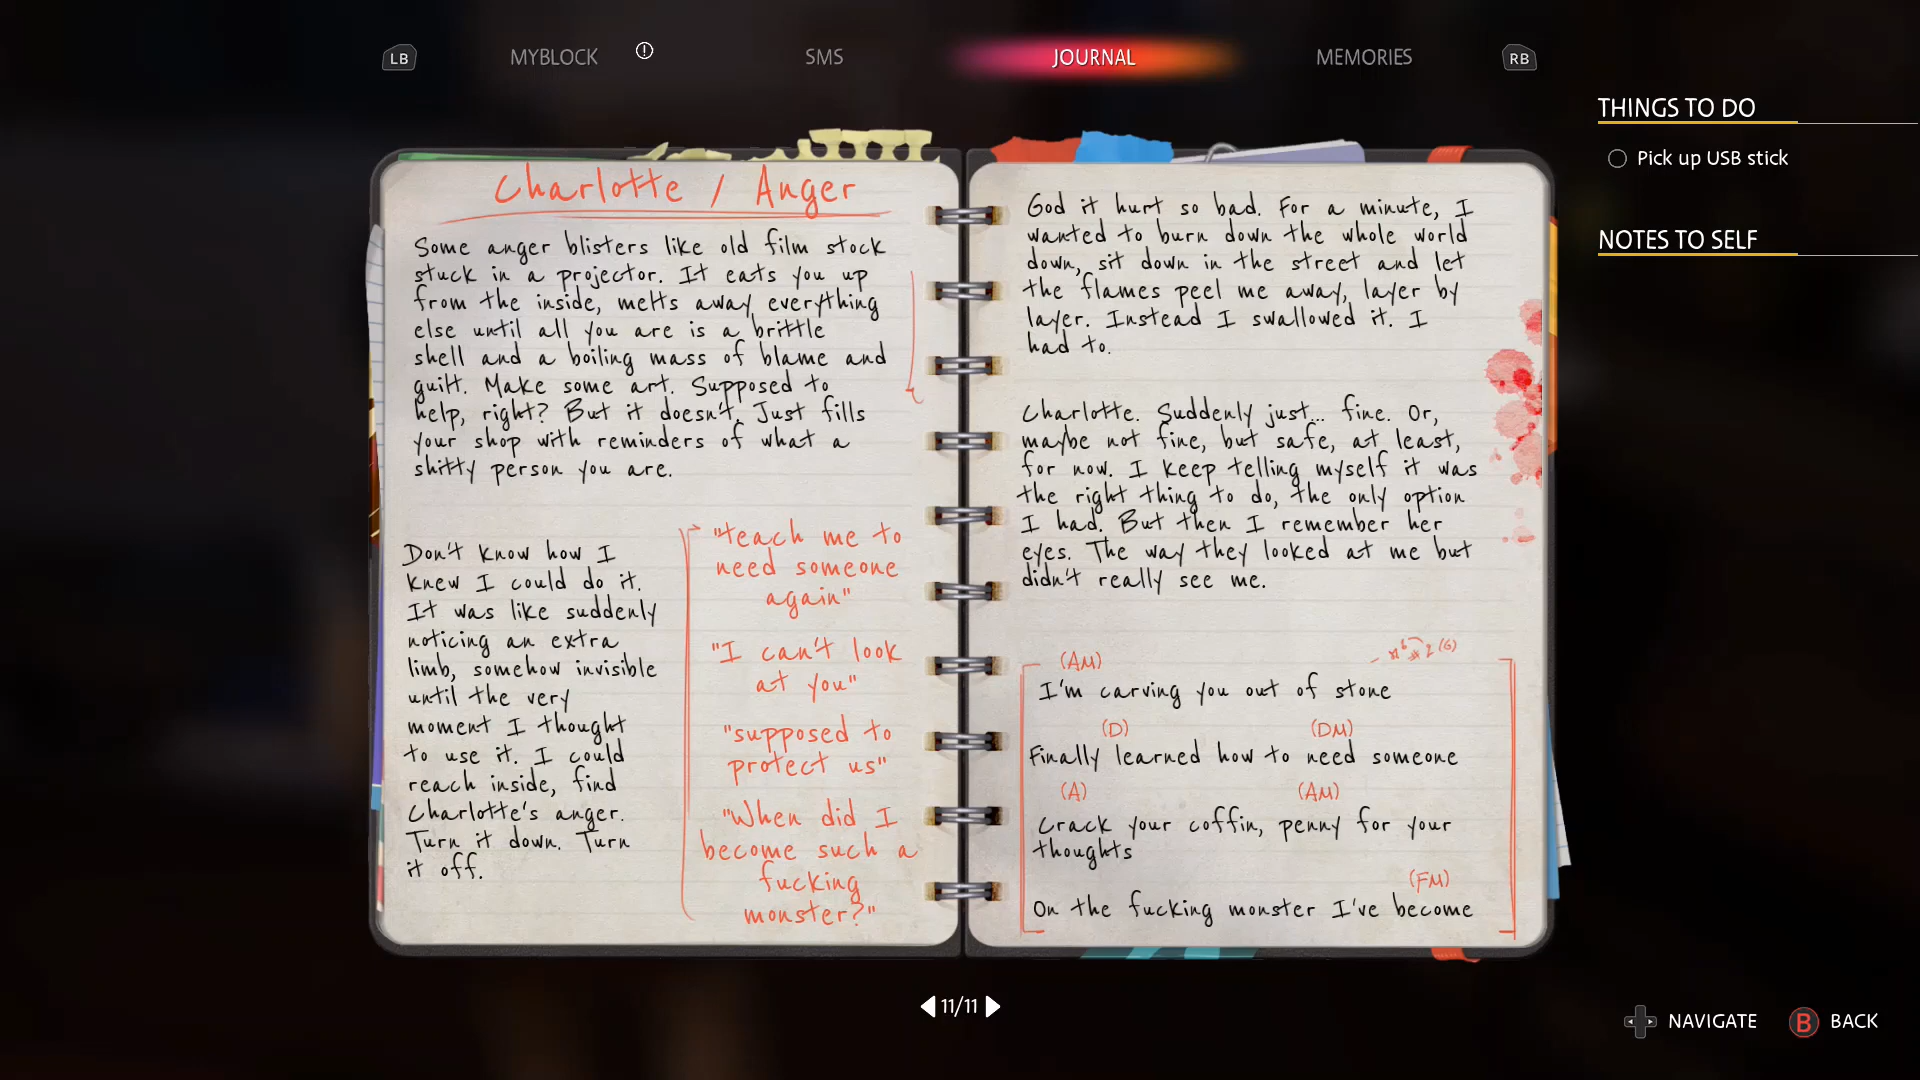 LB
MYBLOCK
SMS
JOURNAL
MEMORIES
RB
THINGS TO DO
Pick up USB stick
NOTES TO SELF
Charlotte / Anger
Some anger blisters like old film stock
stuck in a projector. It eats you up
from the inside, melts away everything
else until all you are is a brittle
shell and a boiling mass of blame and
guilt. Make some art. Supposed to
help, right? But it doesn't. Just fills
your shop with reminders of what a
shitty person you are.
Don't know how I
knew I could do it.
It was like suddenly
noticing an extra
limb, somehow invisible
until the very
moment I thought
to use it. I could
reach inside, find
Charlotte's anger.
Turn it down. Turn
it off.
"teach me to
need someone
again"
"I can't look
at you"
"supposed to
protect us"
"When did I
become such a
fucking
monster?"
God it hurt so bad. For a minute, I
wanted to burn down the whole world
down, sit down in the street and let
the flames peel me away, layer by
layer. Instead I swallowed it. I
had to.
Charlotte. Suddenly just... fine. Or,
maybe not fine, but safe, at least,
for now. I keep telling myself it was
the right thing to do, the only option
I had. But then I remember her
eyes. The way they looked at me but
didn't really see me.
(AM)
I'm carving you out of stone
(D) (DM)
Finally learned how to need someone
(A) (AM)
Crack your coffin, penny for your
thoughts
(FM)
On the fucking monster I've become
11/11
NAVIGATE
B BACK